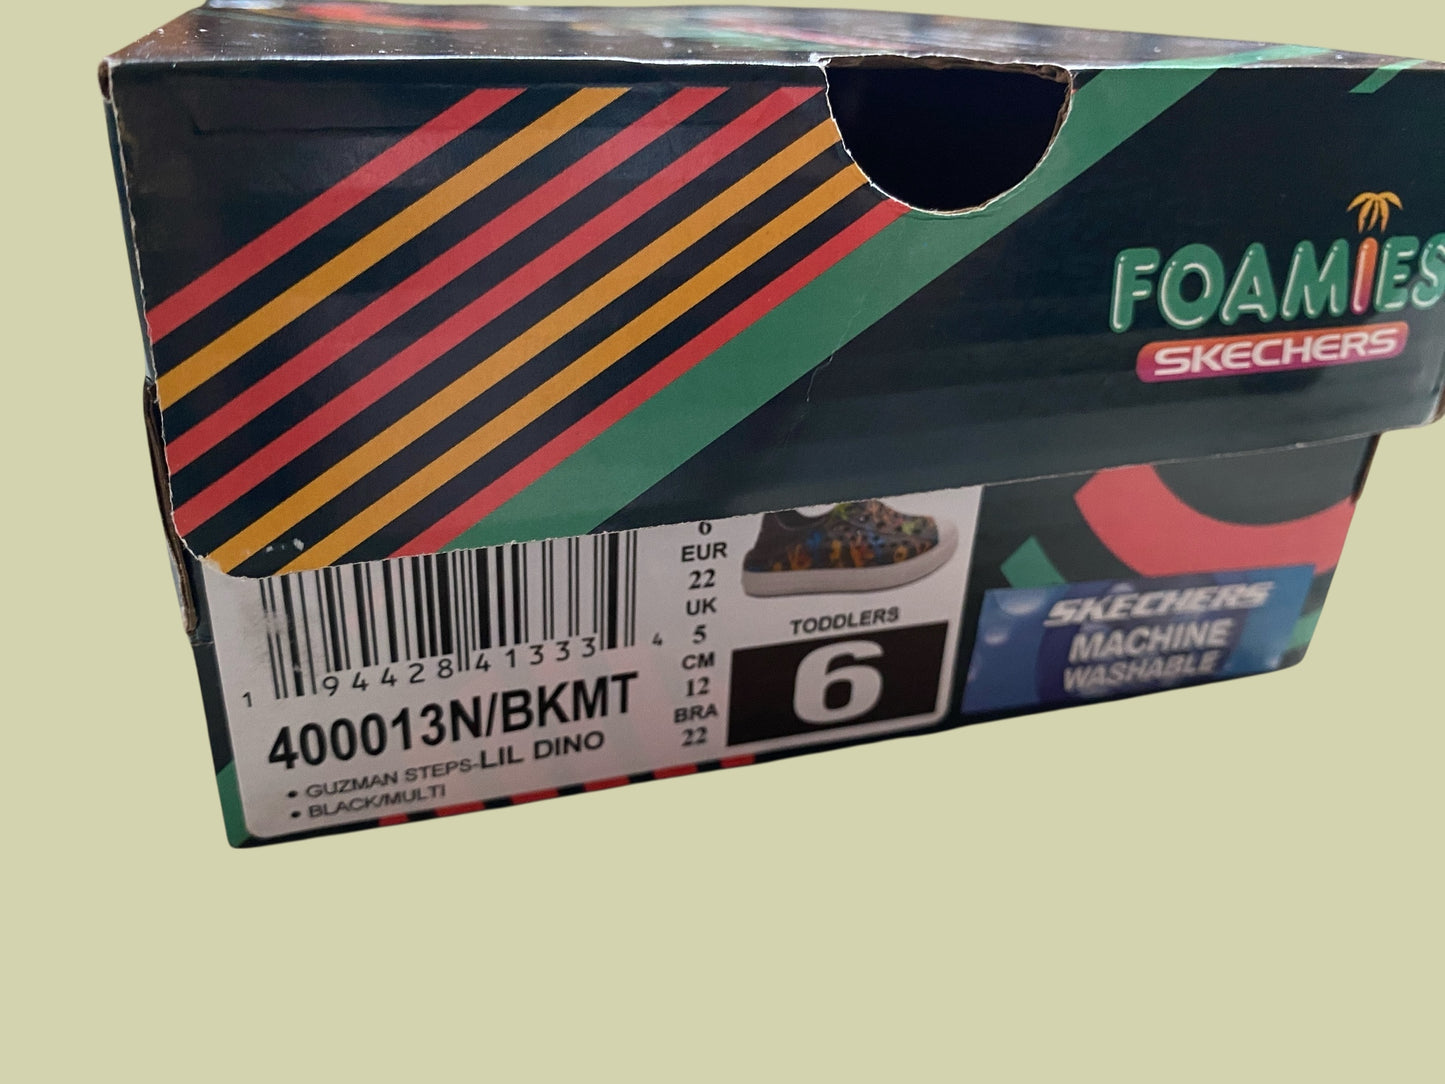 FOAMIES
SKECHERS
1 94428 41333 4
400013N/BKMT
• GUZMAN STEPS-LIL DINO
• BLACK/MULTI
6
EUR
22
UK
5
CM
12
BRA
22
TODDLERS
6
SKECHERS
MACHINE
WASHABLE